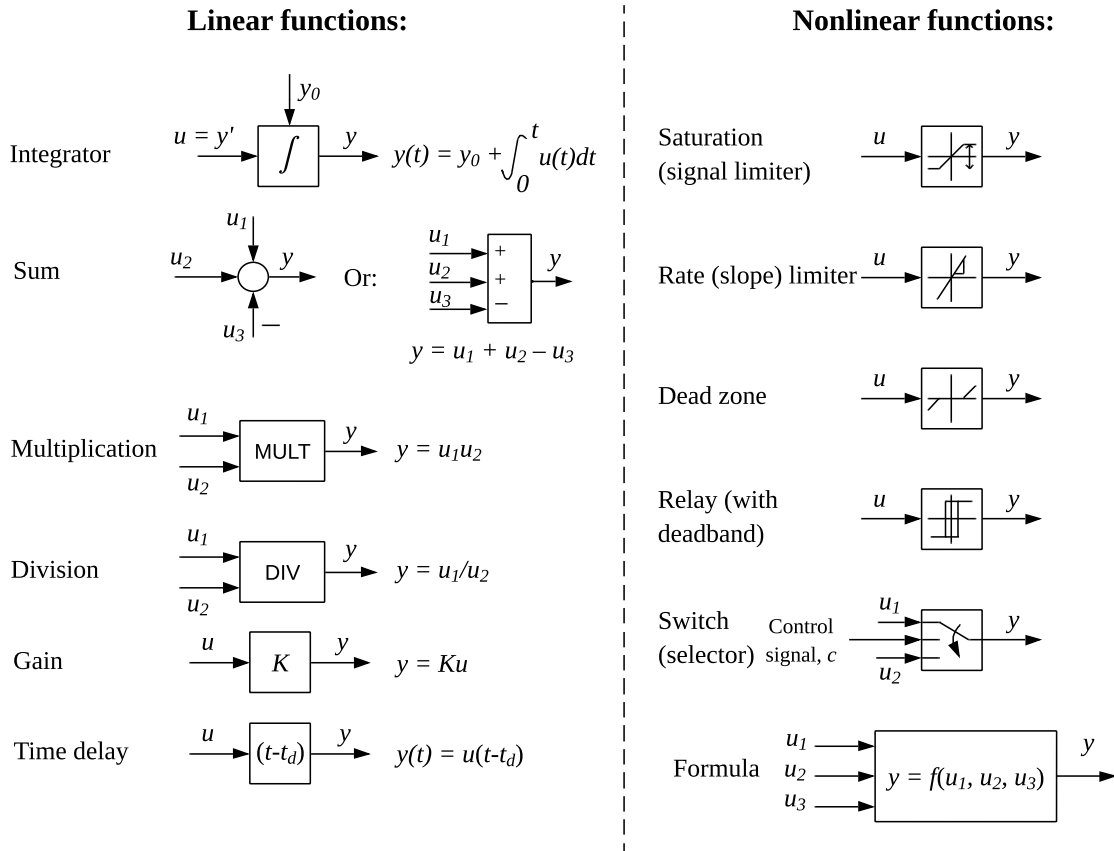 Linear functions:
Integrator
u = y'
y0
∫
y
y(t) = y0 + ∫ 0 t u(t)dt
Sum
u1
u2
u3
–
y
Or:
u1
u2
u3
+
+
–
y
y = u1 + u2 – u3
Multiplication
u1
u2
MULT
y
y = u1u2
Division
u1
u2
DIV
y
y = u1/u2
Gain
u
K
y
y = Ku
Time delay
u
(t-td)
y
y(t) = u(t-td)
Nonlinear functions:
Saturation
(signal limiter)
u
y
Rate (slope) limiter
u
y
Dead zone
u
y
Relay (with
deadband)
u
y
Switch
(selector)
Control
signal, c
u1
u2
y
Formula
u1
u2
u3
y = f(u1, u2, u3)
y